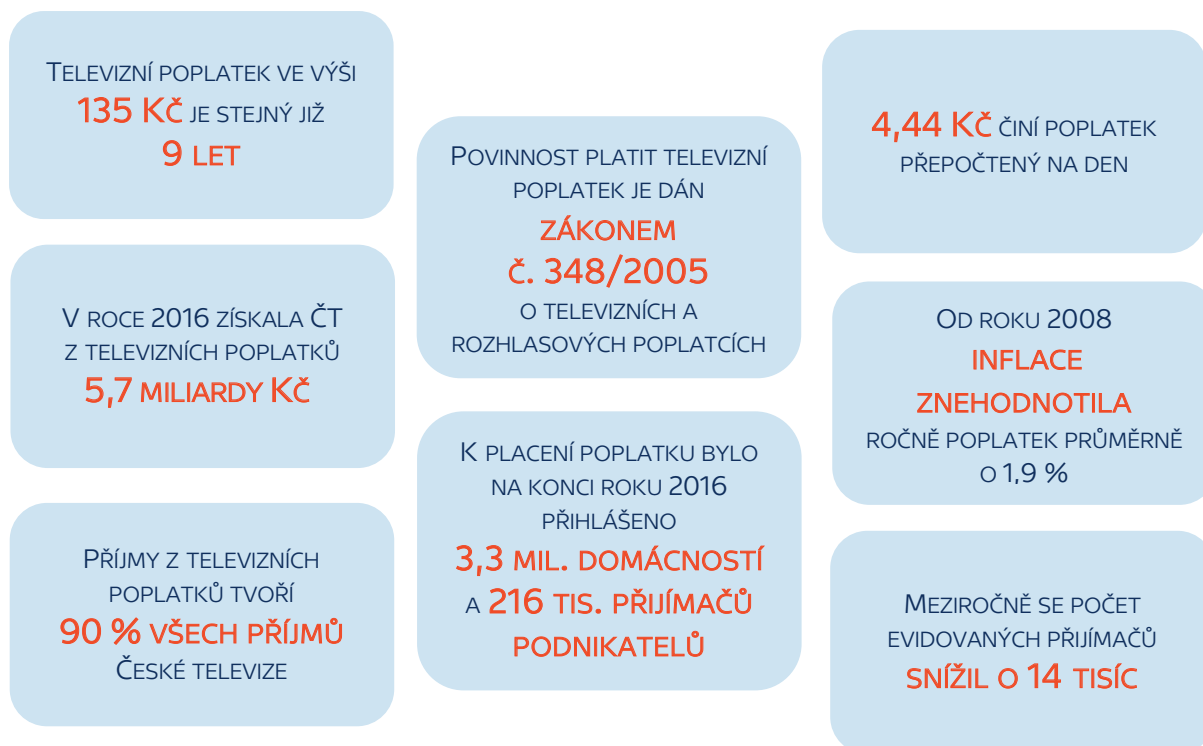 Televizní poplatek ve výši
135 Kč je stejný již
9 let
V roce 2016 získala ČT
z televizních poplatků
5,7 miliardy Kč
Příjmy z televizních
poplatků tvoří
90 % všech příjmů
České televize
Povinnost platit televizní
poplatek je dán
zákonem
č. 348/2005
o televizních a
rozhlasových poplatcích
K placení poplatku bylo
na konci roku 2016
přihlášeno
3,3 mil. domácností
a 216 tis. přijímačů
podnikatelů
4,44 Kč činí poplatek
přepočtený na den
Od roku 2008
inflace
znehodnotila
ročně poplatek průměrně
o 1,9 %
Meziročně se počet
evidovaných přijímačů
snížil o 14 tisíc